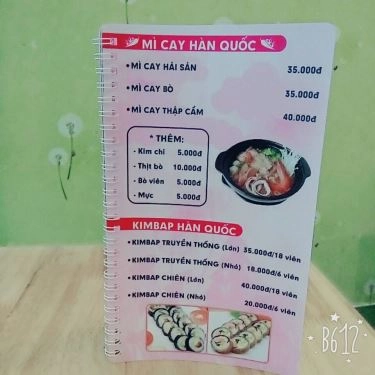 MÌ CAY HÀN QUỐC
• MÌ CAY HẢI SẢN 35.000đ
• MÌ CAY BÒ 35.000đ
• MÌ CAY THẬP CẨM 40.000đ
* THÊM:
- Kim chi 5.000đ
- Thịt bò 10.000đ
- Bò viên 5.000đ
- Mực 5.000đ
KIMBAP HÀN QUỐC
• KIMBAP TRUYỀN THỐNG (Lớn) 35.000đ/18 viên
• KIMBAP TRUYỀN THỐNG (Nhỏ) 18.000đ/6 viên
• KIMBAP CHIÊN (Lớn) 40.000đ/18 viên
• KIMBAP CHIÊN (Nhỏ) 20.000đ/6 viên
B612